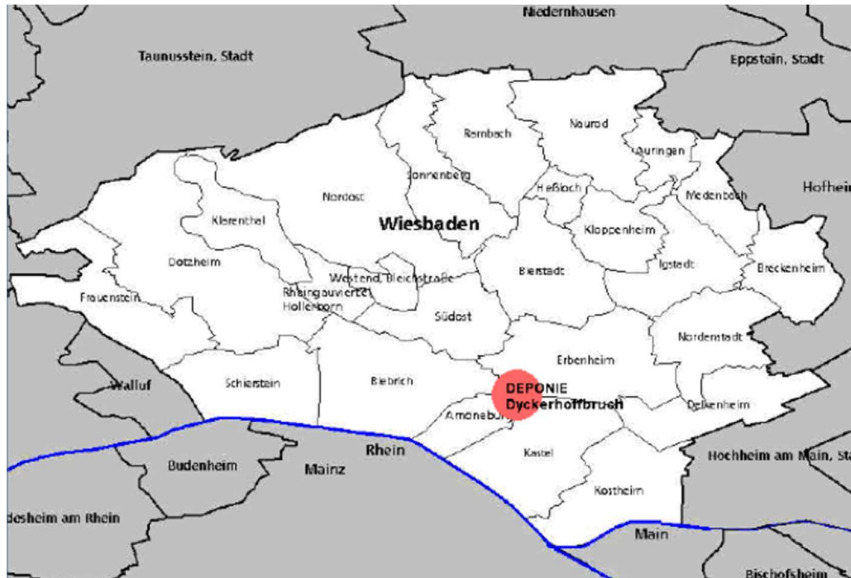 Niedernhausen
Taunusstein, Stadt
Eppstein, Stadt
Rambach
Naurod
Auringen
Sonnenberg
Heßloch
Medenbach
Hofheim
Nordost
Klarenthal
Wiesbaden
Kloppenheim
Dotzheim
Bierstadt
Igstadt
Breckenheim
Westend, Bleichstraße
Frauenstein
Rheingauviertel
Hollerborn
Südost
Nordenstadt
Erbenheim
Walluf
Schierstein
Biebrich
DEPONIE
Dyckerhoffbruch
Delkenheim
Amöneburg
Rhein
Kastel
Hochheim am Main, Sta
Budenheim
Mainz
Kostheim
desheim am Rhein
Main
Bischofsheim